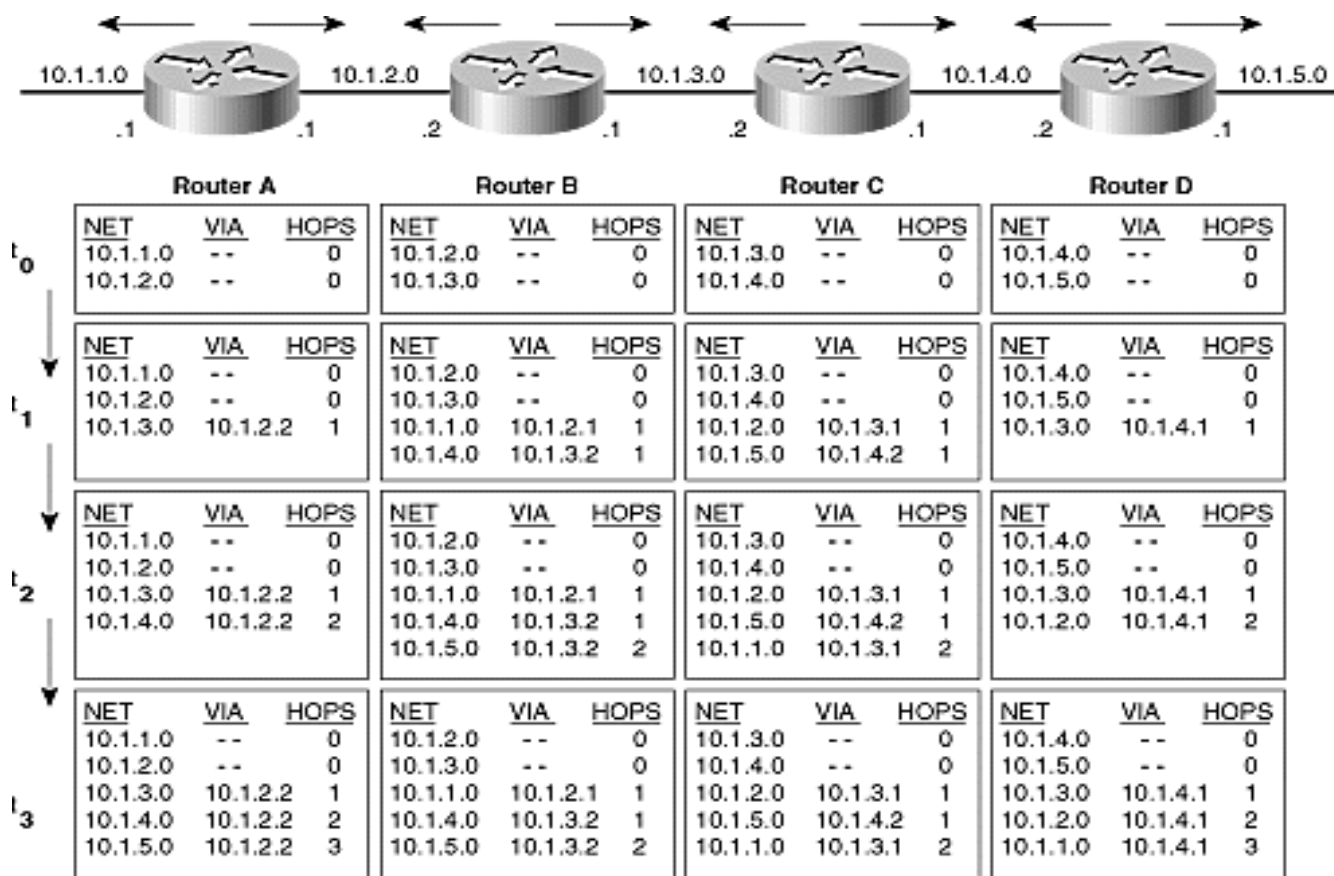 10.1.1.0 10.1.2.0 10.1.3.0 10.1.4.0 10.1.5.0
.1 .1 .2 .1 .2 .1 .2 .1
Router A Router B Router C Router D
t0
NET VIA HOPS NET VIA HOPS NET VIA HOPS NET VIA HOPS
10.1.1.0 -- 0 10.1.2.0 -- 0 10.1.3.0 -- 0 10.1.4.0 -- 0
10.1.2.0 -- 0 10.1.3.0 -- 0 10.1.4.0 -- 0 10.1.5.0 -- 0
t1
NET VIA HOPS NET VIA HOPS NET VIA HOPS NET VIA HOPS
10.1.1.0 -- 0 10.1.2.0 -- 0 10.1.3.0 -- 0 10.1.4.0 -- 0
10.1.2.0 -- 0 10.1.3.0 -- 0 10.1.4.0 -- 0 10.1.5.0 -- 0
10.1.3.0 10.1.2.2 1 10.1.1.0 10.1.2.1 1 10.1.2.0 10.1.3.1 1 10.1.3.0 10.1.4.1 1
10.1.4.0 10.1.3.2 1 10.1.5.0 10.1.4.2 1
t2
NET VIA HOPS NET VIA HOPS NET VIA HOPS NET VIA HOPS
10.1.1.0 -- 0 10.1.2.0 -- 0 10.1.3.0 -- 0 10.1.4.0 -- 0
10.1.2.0 -- 0 10.1.3.0 -- 0 10.1.4.0 -- 0 10.1.5.0 -- 0
10.1.3.0 10.1.2.2 1 10.1.1.0 10.1.2.1 1 10.1.2.0 10.1.3.1 1 10.1.3.0 10.1.4.1 1
10.1.4.0 10.1.2.2 2 10.1.4.0 10.1.3.2 1 10.1.5.0 10.1.4.2 1 10.1.2.0 10.1.4.1 2
10.1.5.0 10.1.3.2 2 10.1.1.0 10.1.3.1 2
t3
NET VIA HOPS NET VIA HOPS NET VIA HOPS NET VIA HOPS
10.1.1.0 -- 0 10.1.2.0 -- 0 10.1.3.0 -- 0 10.1.4.0 -- 0
10.1.2.0 -- 0 10.1.3.0 -- 0 10.1.4.0 -- 0 10.1.5.0 -- 0
10.1.3.0 10.1.2.2 1 10.1.1.0 10.1.2.1 1 10.1.2.0 10.1.3.1 1 10.1.3.0 10.1.4.1 1
10.1.4.0 10.1.2.2 2 10.1.4.0 10.1.3.2 1 10.1.5.0 10.1.4.2 1 10.1.2.0 10.1.4.1 2
10.1.5.0 10.1.2.2 3 10.1.5.0 10.1.3.2 2 10.1.1.0 10.1.3.1 2 10.1.1.0 10.1.4.1 3